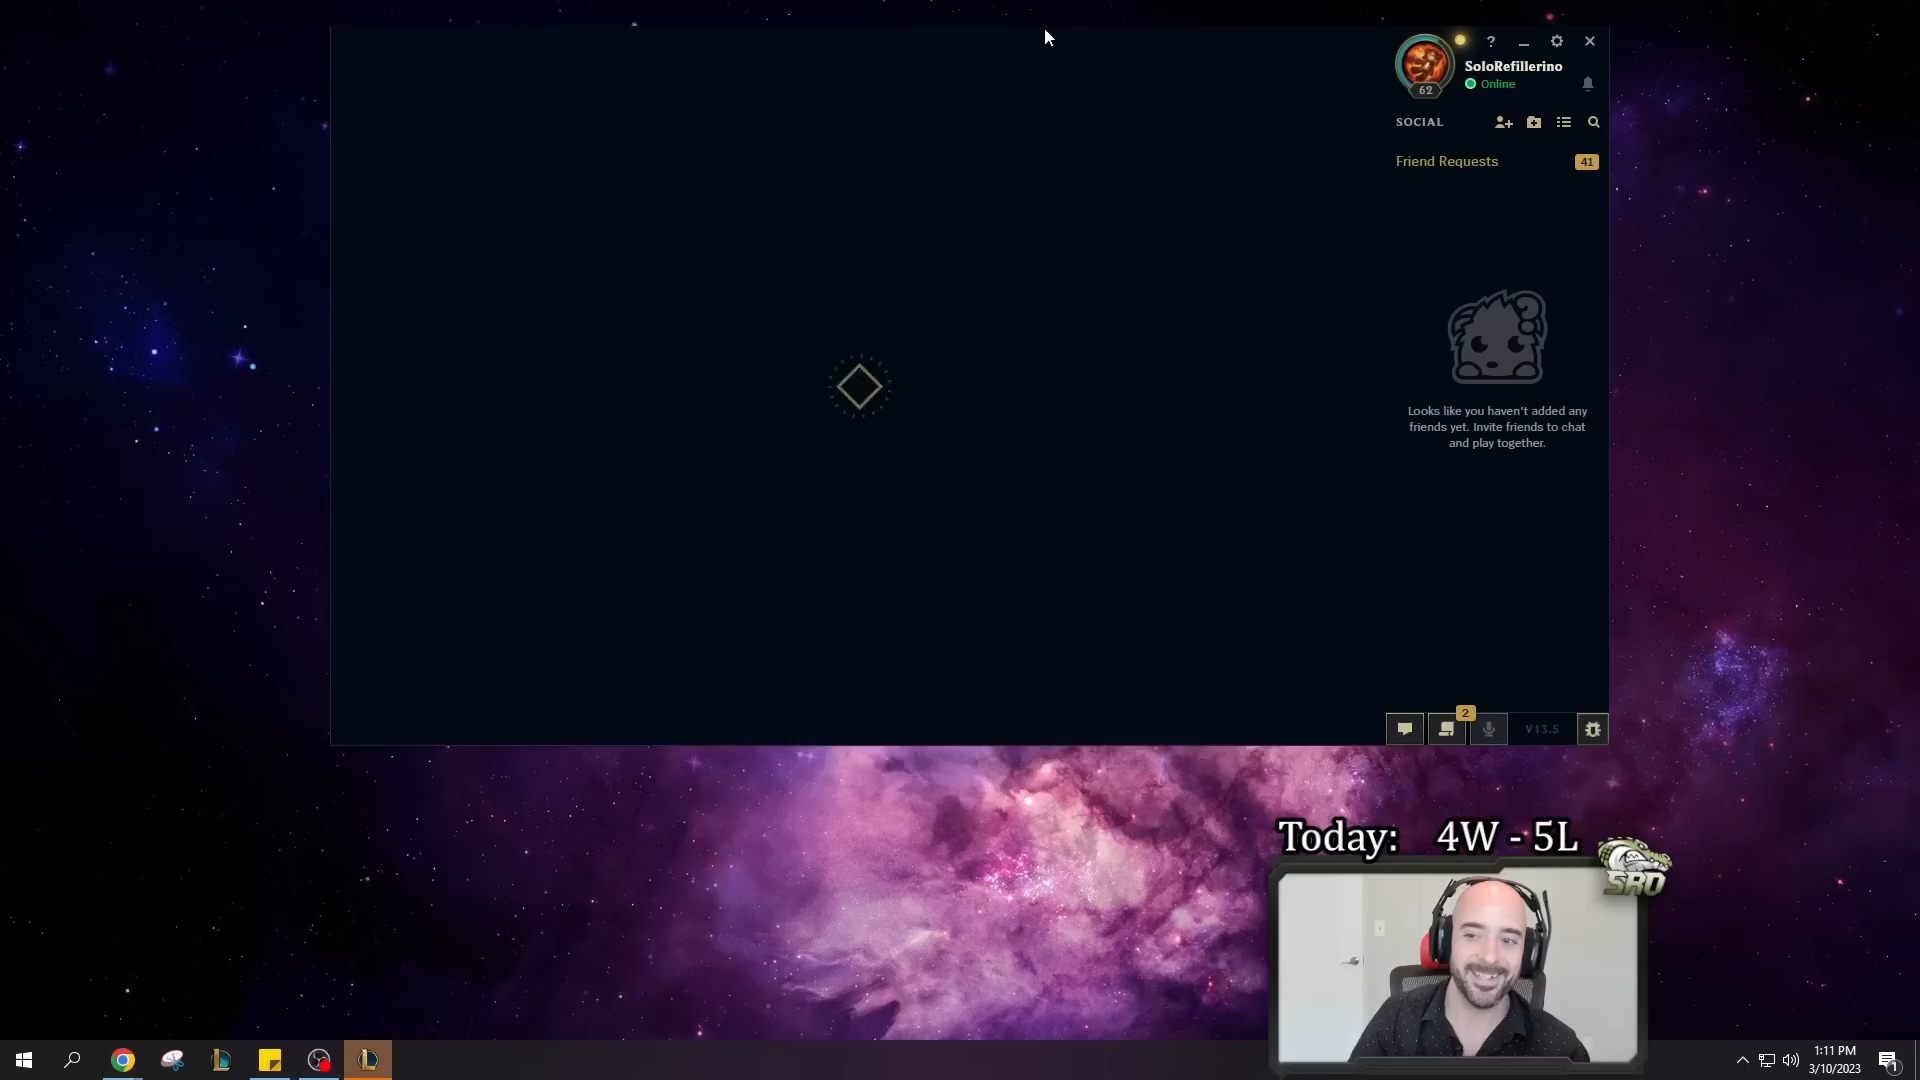 SoloRefillerino
62
Online
SOCIAL
Friend Requests 41
Looks like you haven't added any
friends yet. Invite friends to chat
and play together.
2
V13.5
Today: 4W - 5L
SRO
1:11 PM
3/10/2023
1